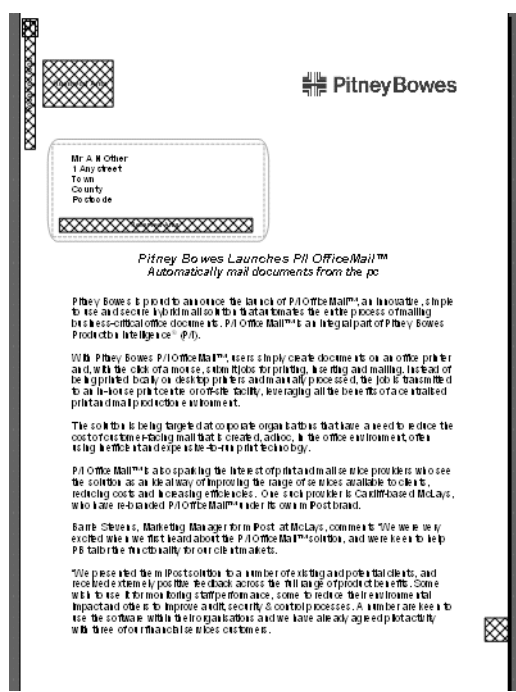 PitneyBowes
Mr A N Other
1 Anystreet
Town
County
Postcode
Pitney Bowes Launches P/I OfficeMail™
Automatically mail documents from the pc
Pitney Bowes is proud to announce the launch of P/I OfficeMail™, an innovative, simple
to use and secure hybrid mail solution that automates the entire process of mailing
business-critical office documents. P/I OfficeMail™ is an integral part of Pitney Bowes
Production Intelligence® (P/I).
With Pitney Bowes P/I OfficeMail™, users simply create documents on an office printer
and, with the click of a mouse, submit jobs for printing, inserting and mailing. Instead of
being printed locally on desktop printers and manually processed, the job is transmitted
to an in-house print centre or off-site facility, leveraging all the benefits of a centralised
print and mail production environment.
The solution is being targeted at corporate organisations that have a need to reduce the
cost of customer-facing mail that is created, adhoc, in the office environment, often
using inefficient and expensive-to-run print technology.
P/I OfficeMail™ is also sparking the interest of print and mail service providers who see
the solution as an ideal way of improving the range of services available to clients,
reducing costs and increasing efficiencies. One such provider is Cardiff-based McLays,
who have re-branded P/I OfficeMail™ under its own mPost brand.
Barrie Stevens, Marketing Manager for mPost at McLays, comments "We were very
excited when we first heard about the P/I OfficeMail™ solution, and were keen to help
PB tailor the functionality for our client markets.
"We presented the mPost solution to a number of existing and potential clients, and
received extremely positive feedback across the full range of product benefits. Some
wish to use it for monitoring staff performance, some to reduce their environmental
impact and others to improve audit, security & control processes. A number are keen to
use the software within their organisations and we have already agreed pilot activity
with three of our financial services customers.